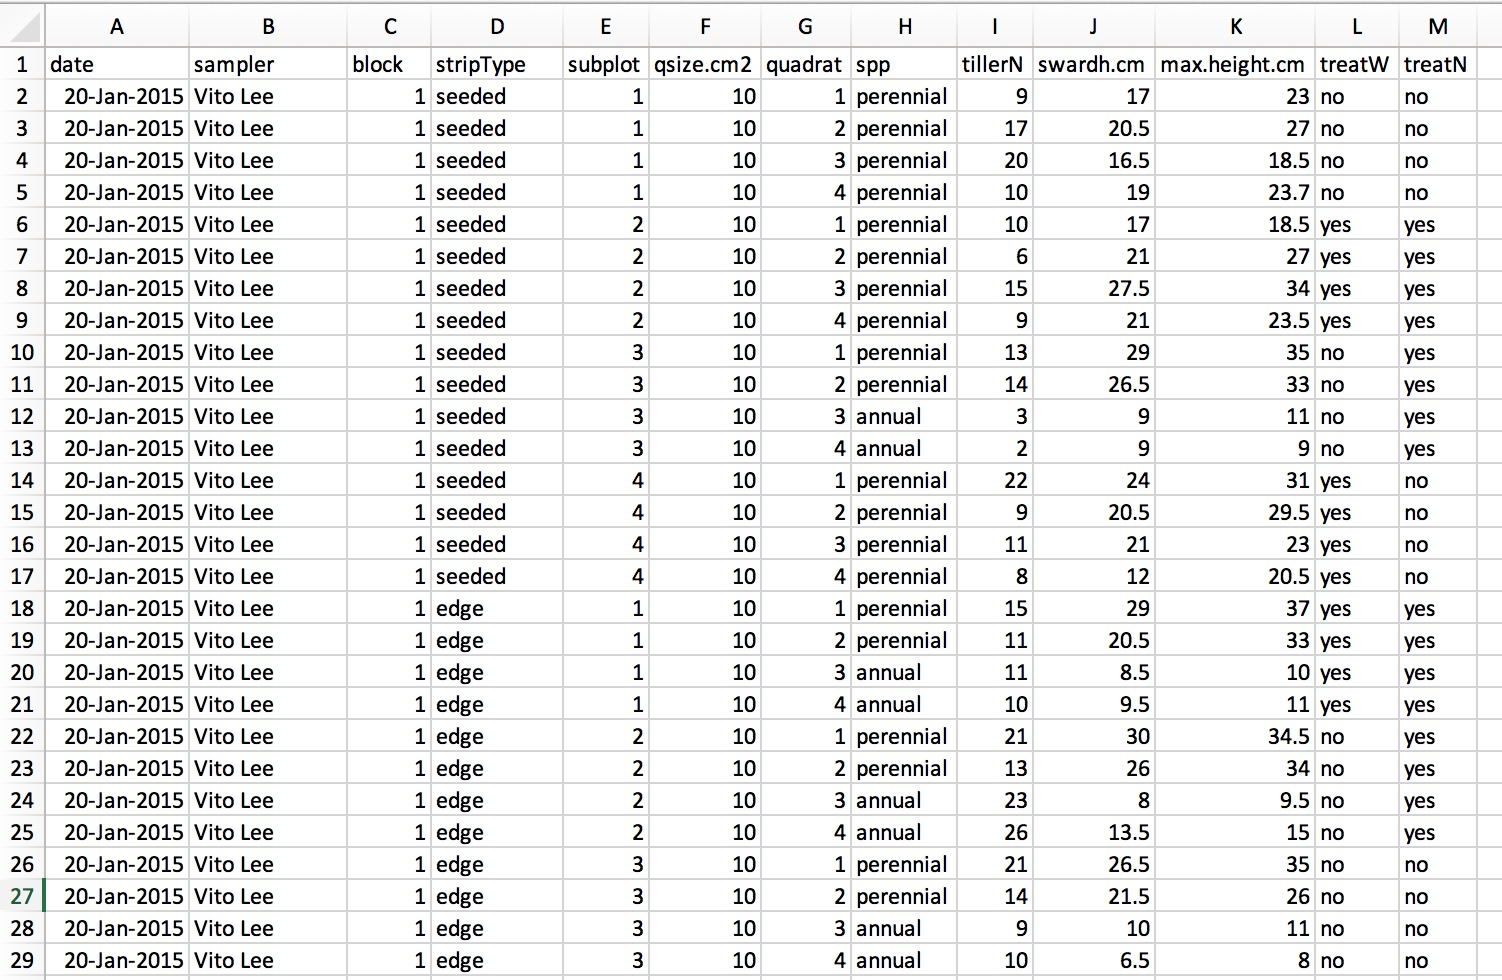 A B C D E F G H I J K L M
1 date sampler block stripType subplot qsize.cm2 quadrat spp tillerN swardh.cm max.height.cm treatW treatN
2 20-Jan-2015 Vito Lee 1 seeded 1 10 1 perennial 9 17 23 no no
3 20-Jan-2015 Vito Lee 1 seeded 1 10 2 perennial 17 20.5 27 no no
4 20-Jan-2015 Vito Lee 1 seeded 1 10 3 perennial 20 16.5 18.5 no no
5 20-Jan-2015 Vito Lee 1 seeded 1 10 4 perennial 10 19 23.7 no no
6 20-Jan-2015 Vito Lee 1 seeded 2 10 1 perennial 10 17 18.5 yes yes
7 20-Jan-2015 Vito Lee 1 seeded 2 10 2 perennial 6 21 27 yes yes
8 20-Jan-2015 Vito Lee 1 seeded 2 10 3 perennial 15 27.5 34 yes yes
9 20-Jan-2015 Vito Lee 1 seeded 2 10 4 perennial 9 21 23.5 yes yes
10 20-Jan-2015 Vito Lee 1 seeded 3 10 1 perennial 13 29 35 no yes
11 20-Jan-2015 Vito Lee 1 seeded 3 10 2 perennial 14 26.5 33 no yes
12 20-Jan-2015 Vito Lee 1 seeded 3 10 3 annual 3 9 11 no yes
13 20-Jan-2015 Vito Lee 1 seeded 3 10 4 annual 2 9 9 no yes
14 20-Jan-2015 Vito Lee 1 seeded 4 10 1 perennial 22 24 31 yes no
15 20-Jan-2015 Vito Lee 1 seeded 4 10 2 perennial 9 20.5 29.5 yes no
16 20-Jan-2015 Vito Lee 1 seeded 4 10 3 perennial 11 21 23 yes no
17 20-Jan-2015 Vito Lee 1 seeded 4 10 4 perennial 8 12 20.5 yes no
18 20-Jan-2015 Vito Lee 1 edge 1 10 1 perennial 15 29 37 yes yes
19 20-Jan-2015 Vito Lee 1 edge 1 10 2 perennial 11 20.5 33 yes yes
20 20-Jan-2015 Vito Lee 1 edge 1 10 3 annual 11 8.5 10 yes yes
21 20-Jan-2015 Vito Lee 1 edge 1 10 4 annual 10 9.5 11 yes yes
22 20-Jan-2015 Vito Lee 1 edge 2 10 1 perennial 21 30 34.5 no yes
23 20-Jan-2015 Vito Lee 1 edge 2 10 2 perennial 13 26 34 no yes
24 20-Jan-2015 Vito Lee 1 edge 2 10 3 annual 23 8 9.5 no yes
25 20-Jan-2015 Vito Lee 1 edge 2 10 4 annual 26 13.5 15 no yes
26 20-Jan-2015 Vito Lee 1 edge 3 10 1 perennial 21 26.5 35 no no
27 20-Jan-2015 Vito Lee 1 edge 3 10 2 perennial 14 21.5 26 no no
28 20-Jan-2015 Vito Lee 1 edge 3 10 3 annual 9 10 11 no no
29 20-Jan-2015 Vito Lee 1 edge 3 10 4 annual 10 6.5 8 no no